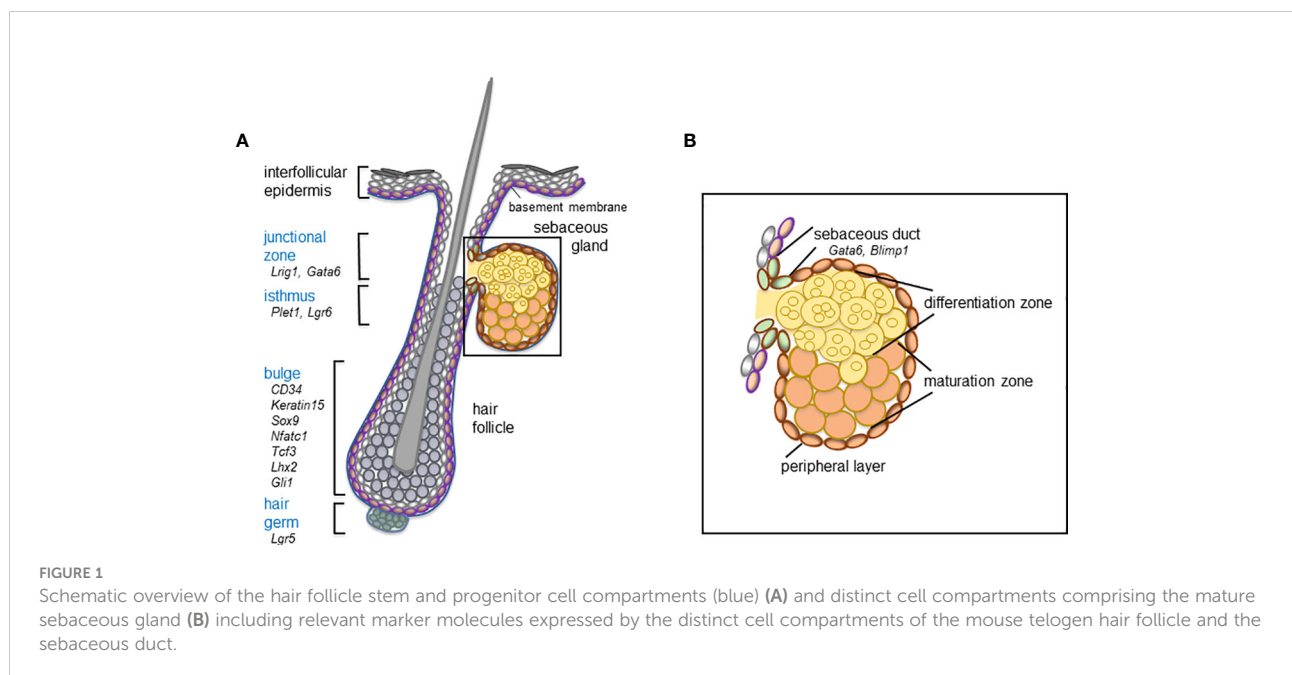 A
interfollicular
epidermis
junctional
zone
Lrig1, Gata6
isthmus
Plet1, Lgr6
bulge
CD34
Keratin15
Sox9
Nfatc1
Tcf3
Lhx2
Gli1
hair
germ
Lgr5
basement membrane
sebaceous
gland
hair
follicle
B
sebaceous duct
Gata6, Blimp1
differentiation zone
maturation zone
peripheral layer
FIGURE 1
Schematic overview of the hair follicle stem and progenitor cell compartments (blue) (A) and distinct cell compartments comprising the mature
sebaceous gland (B) including relevant marker molecules expressed by the distinct cell compartments of the mouse telogen hair follicle and the
sebaceous duct.